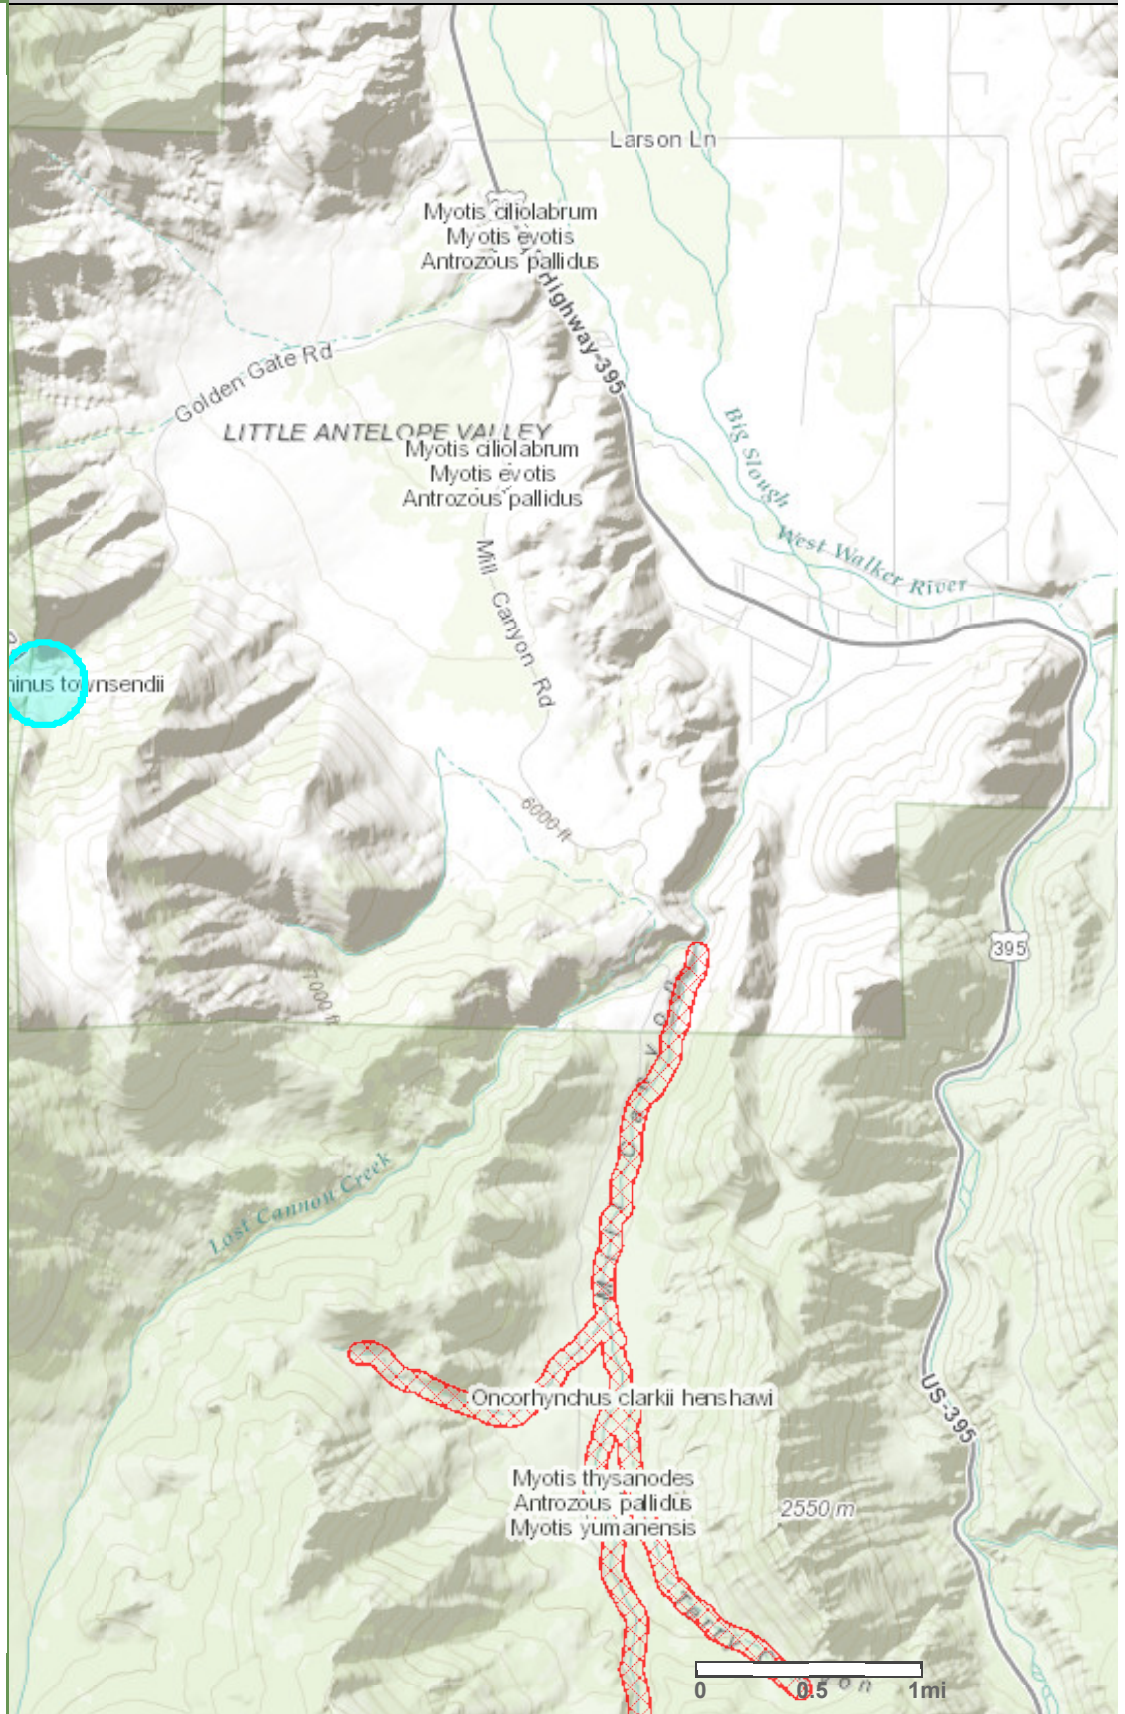 Larson Ln
Myotis ciliolabrum
Myotis evotis
Antrozous pallidus
Highway-395
Golden Gate Rd
LITTLE ANTELOPE VALLEY
Myotis ciliolabrum
Myotis evotis
Antrozous pallidus
Big Slough
West Walker River
Mill Canyon Rd
townsendii
6000 ft
395
7000 ft
Mill Canyon
Lost Cannon Creek
US-395
Oncorhynchus clarkii henshawi
Myotis thysanodes
Antrozous pallidus
Myotis yumanensis
2550 m
0 0.5 1mi